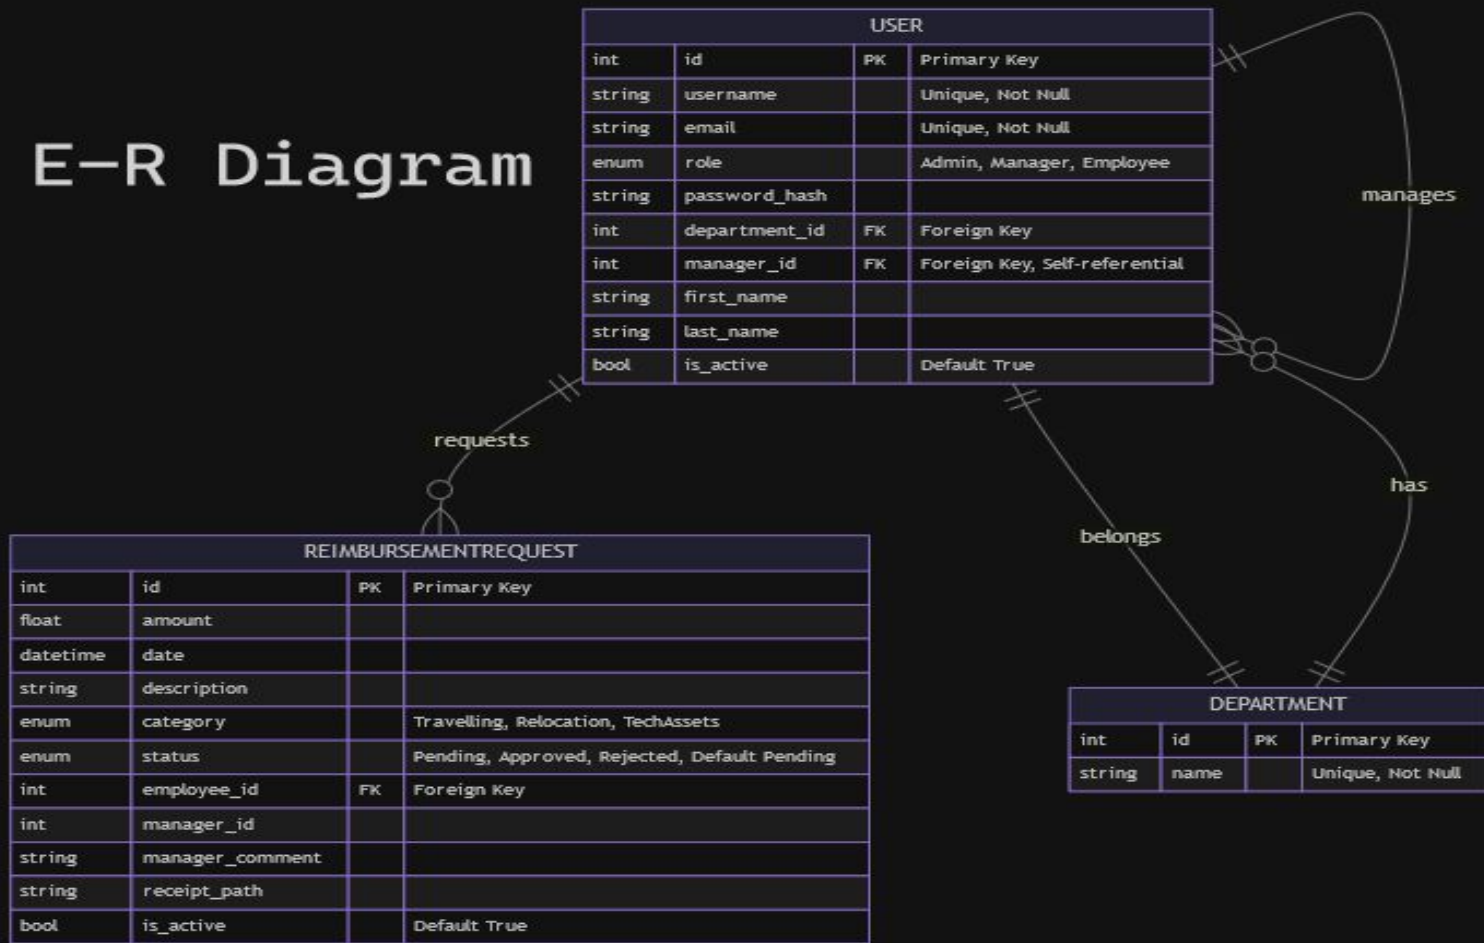 E-R Diagram
USER
int id PK Primary Key
string username Unique, Not Null
string email Unique, Not Null
enum role Admin, Manager, Employee
string password_hash
int department_id FK Foreign Key
int manager_id FK Foreign Key, Self-referential
string first_name
string last_name
bool is_active Default True
manages
requests
has
belongs
REIMBURSEMENTREQUEST
int id PK Primary Key
float amount
datetime date
string description
enum category Travelling, Relocation, TechAssets
enum status Pending, Approved, Rejected, Default Pending
int employee_id FK Foreign Key
int manager_id
string manager_comment
string receipt_path
bool is_active Default True
DEPARTMENT
int id PK Primary Key
string name Unique, Not Null